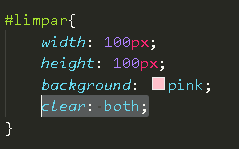 #limpar{
width: 100px;
height: 100px;
background: pink;
clear: both;
}